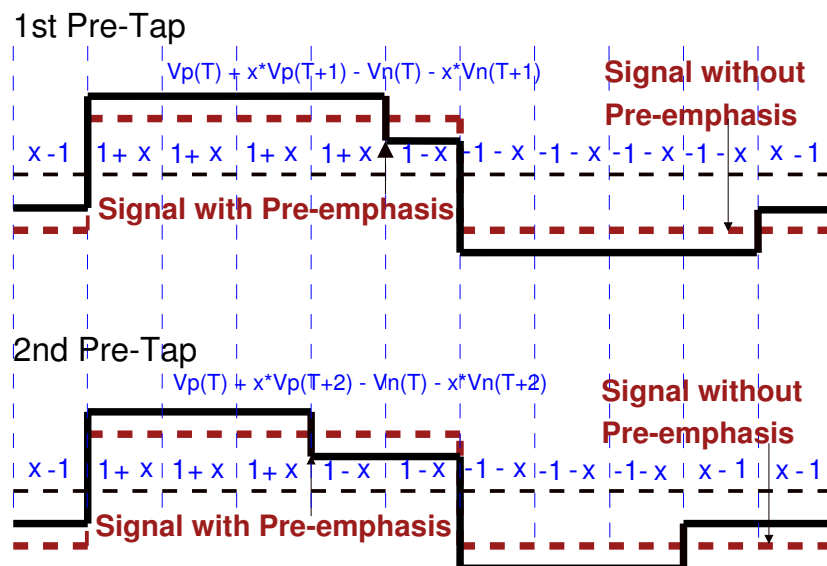 1st Pre-Tap
Vp(T) + x*Vp(T+1) - Vn(T) - x*Vn(T+1)
Signal without
Pre-emphasis
x - 1 1 + x 1 + x 1 + x 1 + x 1 - x -1 - x -1 - x -1 - x -1 - x x - 1
Signal with Pre-emphasis
2nd Pre-Tap
Vp(T) + x*Vp(T+2) - Vn(T) - x*Vn(T+2)
Signal without
Pre-emphasis
x - 1 1 + x 1 + x 1 + x 1 - x 1 - x -1 - x -1 - x -1 - x x - 1 x - 1
Signal with Pre-emphasis